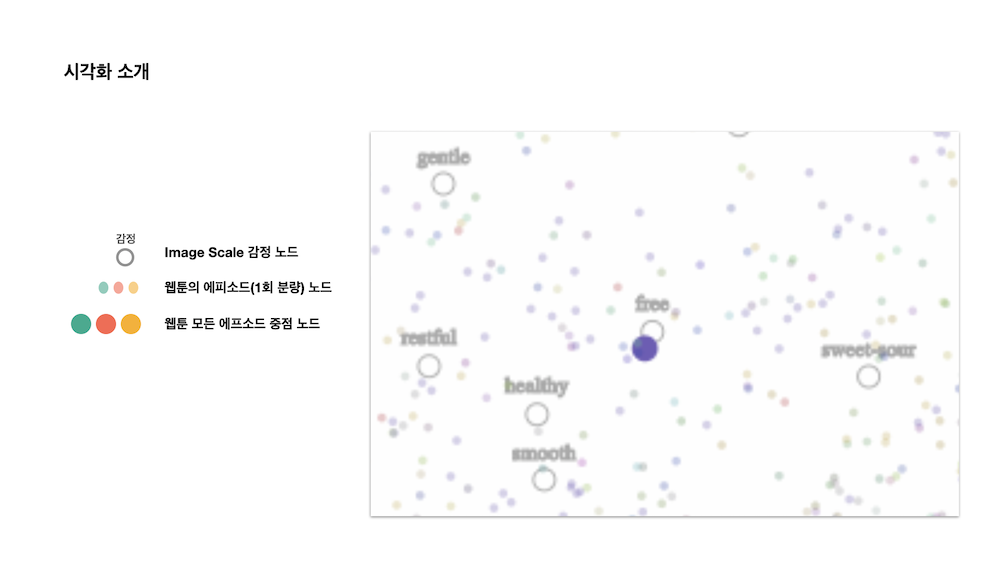 시각화 소개
감정
Image Scale 감정 노드
웹툰의 에피소드(1회 분량) 노드
웹툰 모든 에프소드 중점 노드
gentle
free
restful
sweet-sour
healthy
smooth